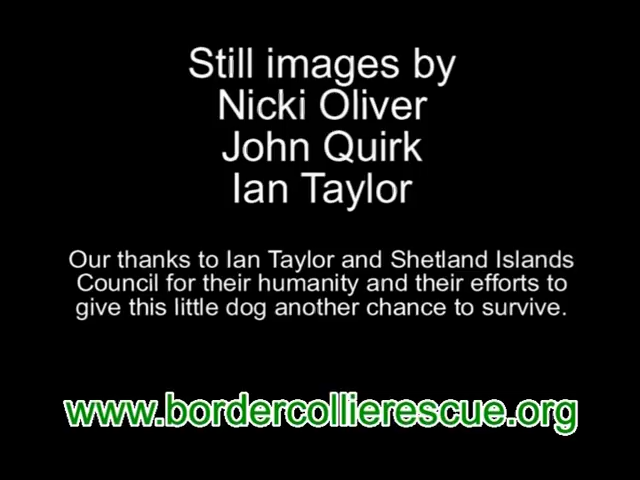 Still images by
Nicki Oliver
John Quirk
Ian Taylor
Our thanks to Ian Taylor and Shetland Islands
Council for their humanity and their efforts to
give this little dog another chance to survive.
www.bordercollierescue.org